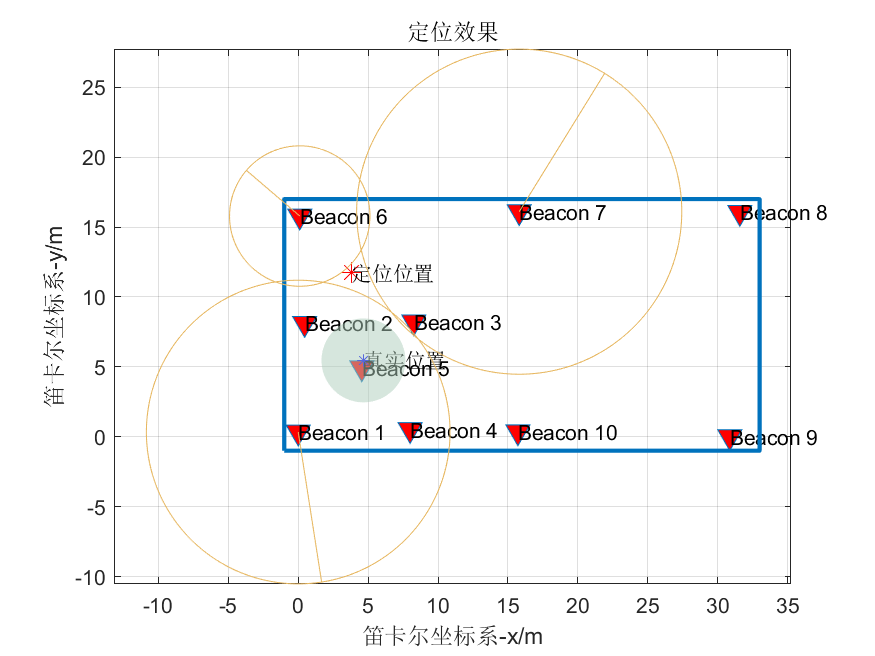 定位效果
25
20
15
10
5
0
-5
-10
笛卡尔坐标系-y/m
Beacon 6
Beacon 7
Beacon 8
定位位置
Beacon 2
Beacon 3
真实位置
Beacon 5
Beacon 1
Beacon 4
Beacon 10
Beacon 9
-10
-5
0
5
10
15
20
25
30
35
笛卡尔坐标系-x/m